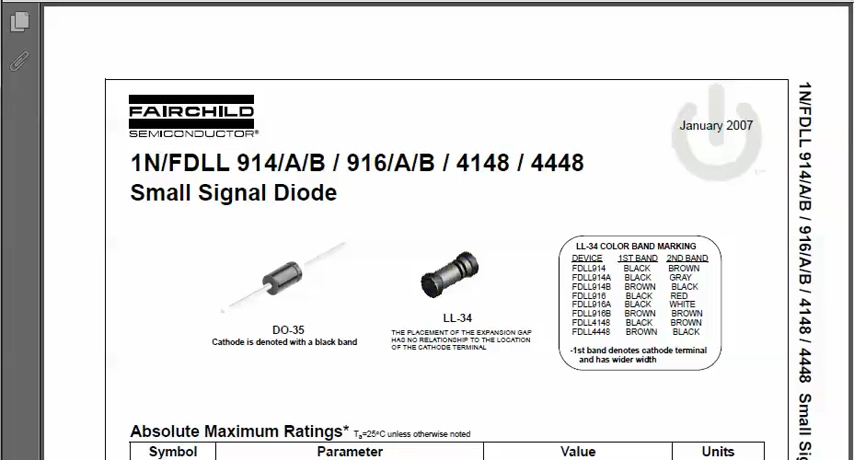 FAIRCHILD
SEMICONDUCTOR®
January 2007
1N/FDLL 914/A/B / 916/A/B / 4148 / 4448
Small Signal Diode
DO-35
Cathode is denoted with a black band
LL-34
THE PLACEMENT OF THE EXPANSION GAP
HAS NO RELATIONSHIP TO THE LOCATION
OF THE CATHODE TERMINAL
LL-34 COLOR BAND MARKING
DEVICE 1ST BAND 2ND BAND
FDLL914 BLACK BROWN
FDLL914A BLACK GRAY
FDLL914B BROWN BLACK
FDLL916 BLACK RED
FDLL916A BLACK WHITE
FDLL916B BROWN BROWN
FDLL4148 BLACK BROWN
FDLL4448 BROWN BLACK
-1st band denotes cathode terminal
and has wider width
Absolute Maximum Ratings* Ta=25°C unless otherwise noted
Symbol Parameter Value Units
1N/FDLL 914/A/B / 916/A/B / 4148 / 4448 Small Sig